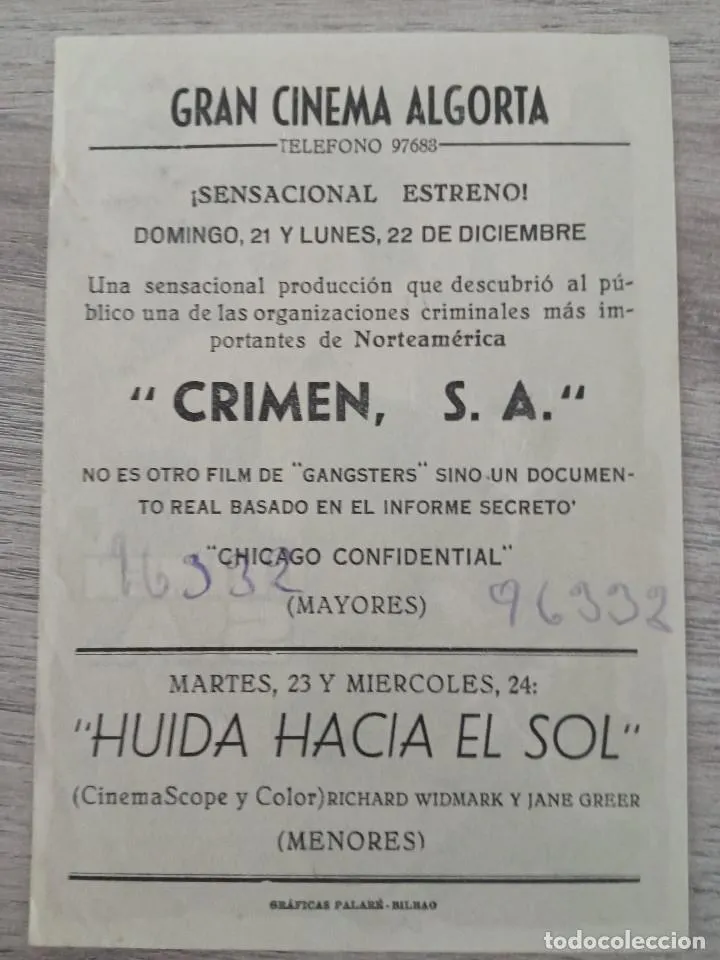 GRAN CINEMA ALGORTA
TELEFONO 97683
¡SENSACIONAL ESTRENO!
DOMINGO, 21 Y LUNES, 22 DE DICIEMBRE
Una sensacional producción que descubrió al pú-
blico una de las organizaciones criminales más im-
portantes de Norteamérica
" CRIMEN, S. A."
NO ES OTRO FILM DE "GANGSTERS" SINO UN DOCUMEN-
TO REAL BASADO EN EL INFORME SECRETO'
"CHICAGO CONFIDENTIAL"
96332
(MAYORES)
96332
MARTES, 23 Y MIERCOLES, 24:
"HUIDA HACIA EL SOL"
(CinemaScope y Color) RICHARD WIDMARK Y JANE GREER
(MENORES)
GRÁFICAS PALARÉ - BILBAO
todocoleccion